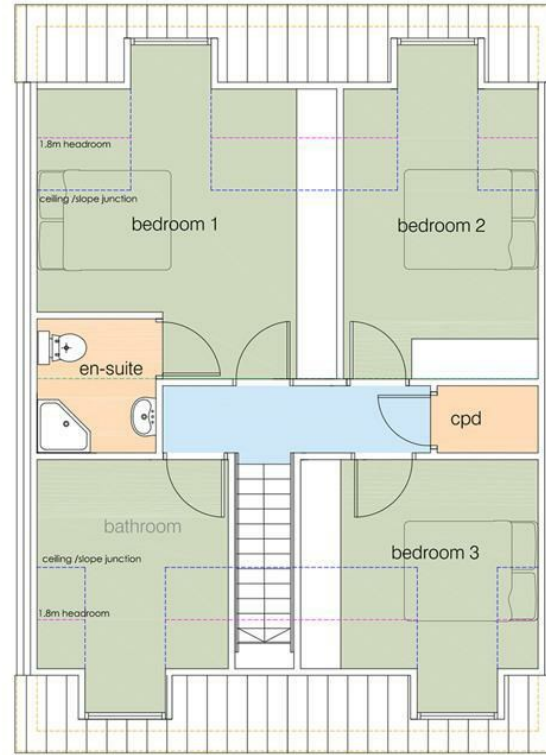 1.8m headroom
ceiling /slope junction
bedroom 1
bedroom 2
en-suite
cpd
bathroom
ceiling /slope junction
bedroom 3
1.8m headroom